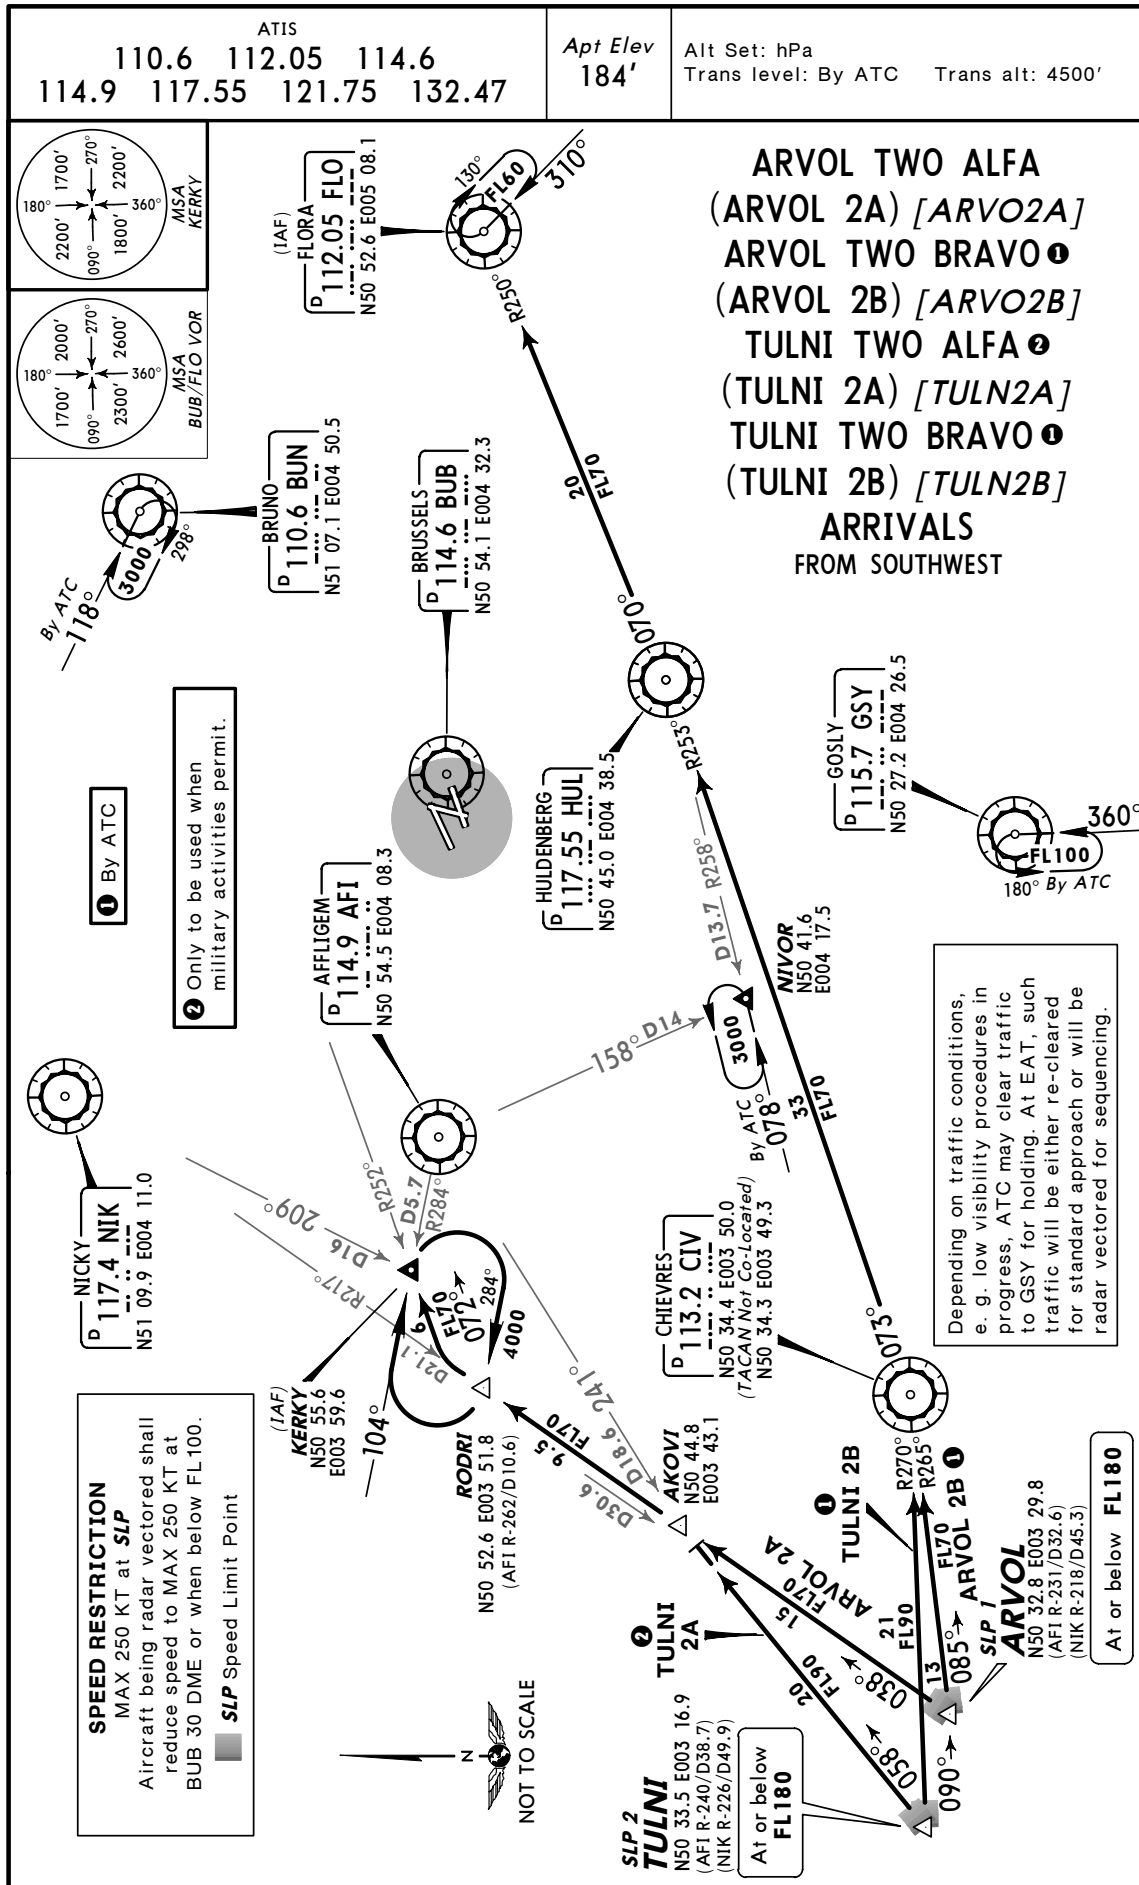 ATIS
110.6 112.05 114.6
114.9 117.55 121.75 132.47
Apt Elev
184'
Alt Set: hPa
Trans level: By ATC Trans alt: 4500'
ARVOL TWO ALFA
(ARVOL 2A) [ARVO2A]
ARVOL TWO BRAVO ❶
(ARVOL 2B) [ARVO2B]
TULNI TWO ALFA ❷
(TULNI 2A) [TULN2A]
TULNI TWO BRAVO ❶
(TULNI 2B) [TULN2B]
ARRIVALS
FROM SOUTHWEST
MSA
KERKY
270°
360°
090°
180°
1700'
2200'
1800'
2200'
MSA
BUB/FLO VOR
270°
360°
090°
180°
2000'
2600'
2300'
1700'
(IAF)
FLORA
D 112.05 FLO
N50 52.6 E005 08.1
130°
FL60
310°
R250°
20
FL70
070°
BRUNO
D 110.6 BUN
N51 07.1 E004 50.5
By ATC
118°
3000
298°
BRUSSELS
D 114.6 BUB
N50 54.1 E004 32.3
❶ By ATC
❷ Only to be used when
military activities permit.
HULDENBERG
D 117.55 HUL
N50 45.0 E004 38.5
R253°
D13.7 R258°
GOSLY
D 115.7 GSY
N50 27.2 E004 26.5
360°
FL100
180° By ATC
AFFLIGEM
D 114.9 AFI
N50 54.5 E004 08.3
NIVOR
N50 41.6
E004 17.5
158° D14
3000
By ATC
078°
33
FL70
073°
Depending on traffic conditions,
e. g. low visibility procedures in
progress, ATC may clear traffic
to GSY for holding. At EAT, such
traffic will be either re-cleared
for standard approach or will be
radar vectored for sequencing.
NICKY
D 117.4 NIK
N51 09.9 E004 11.0
209°
D16
R217°
D21.1
R252°
D5.7
R284°
(IAF)
KERKY
N50 55.6
E003 59.6
104°
6
FL70
072°
284°
4000
RODRI
N50 52.6 E003 51.8
(AFI R-262/D10.6)
9.5
FL70
D30.6
D18.6 241°
AKOVI
N50 44.8
E003 43.1
CHIEVRES
D 113.2 CIV
N50 34.4 E003 50.0
(TACAN Not Co-Located)
N50 34.3 E003 49.3
R270°
R265°
SPEED RESTRICTION
MAX 250 KT at SLP
Aircraft being radar vectored shall
reduce speed to MAX 250 KT at
BUB 30 DME or when below FL100.
SLP Speed Limit Point
N
NOT TO SCALE
❷
TULNI
2A
20
FL90
058°
15
FL70
ARVOL 2A
038°
❶
TULNI 2B
21
FL90
090°
FL70
ARVOL 2B ❶
13
085°
SLP 1
ARVOL
N50 32.8 E003 29.8
(AFI R-231/D32.6)
(NIK R-218/D45.3)
At or below FL180
SLP 2
TULNI
N50 33.5 E003 16.9
(AFI R-240/D38.7)
(NIK R-226/D49.9)
At or below
FL180